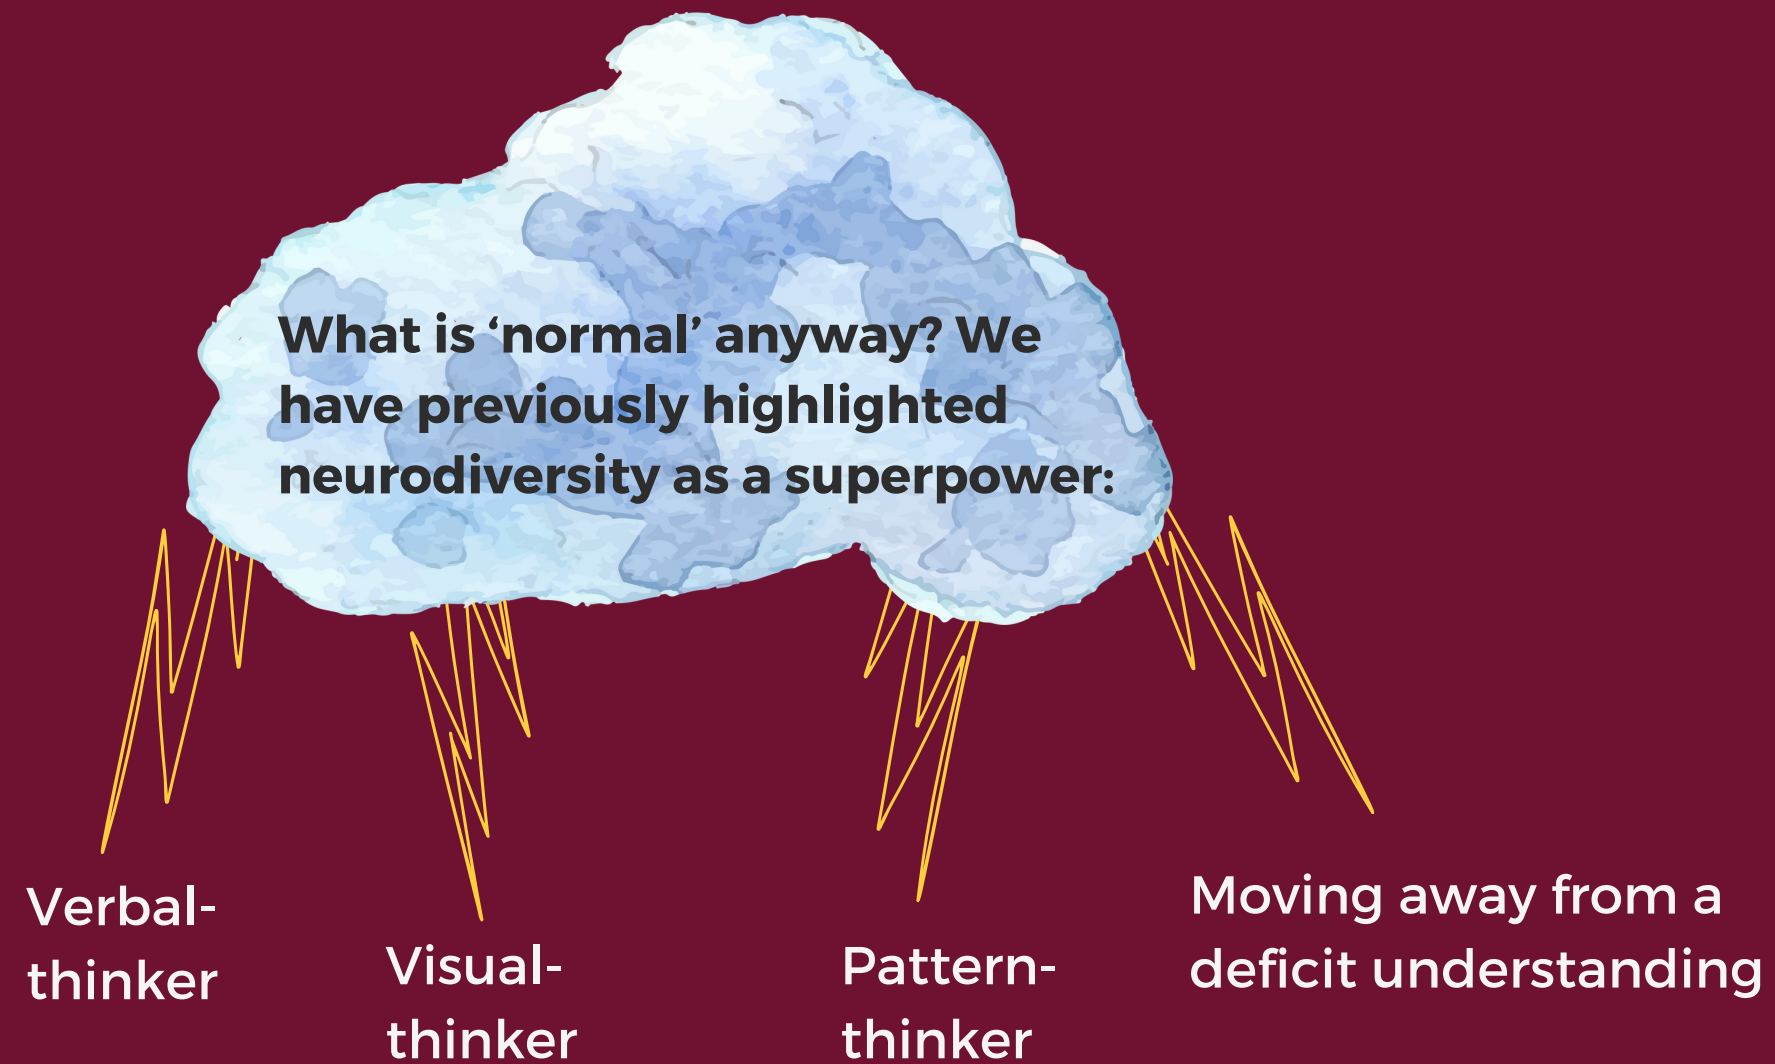 What is ‘normal’ anyway? We
have previously highlighted
neurodiversity as a superpower:
Verbal-
thinker
Visual-
thinker
Pattern-
thinker
Moving away from a
deficit understanding